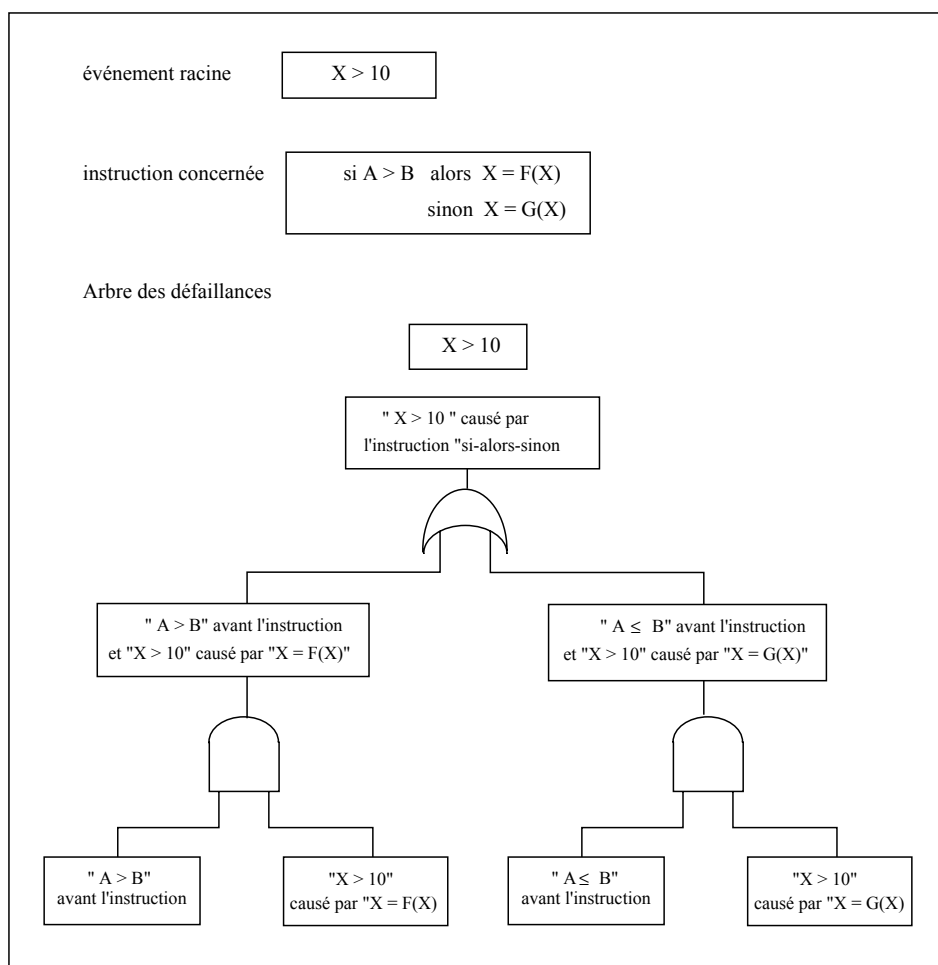 événement racine
X > 10
instruction concernée
si A > B alors X = F(X)
sinon X = G(X)
Arbre des défaillances
X > 10
" X > 10 " causé par
l'instruction "si-alors-sinon
" A > B" avant l'instruction
et "X > 10" causé par "X = F(X)"
" A ≤ B" avant l'instruction
et "X > 10" causé par "X = G(X)"
" A > B"
avant l'instruction
"X > 10"
causé par "X = F(X)
" A ≤ B"
avant l'instruction
"X > 10"
causé par "X = G(X)